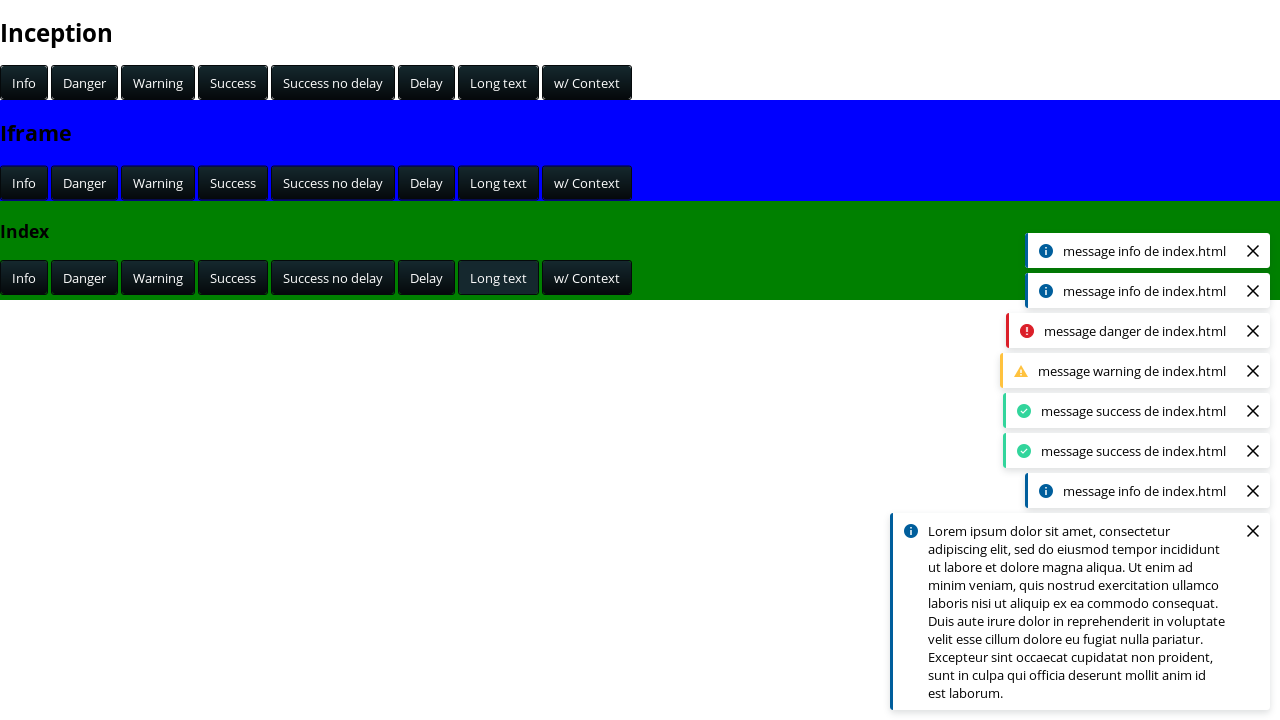 Inception
Info Danger Warning Success Success no delay Delay Long text w/ Context
Iframe
Info Danger Warning Success Success no delay Delay Long text w/ Context
Index
Info Danger Warning Success Success no delay Delay Long text w/ Context
message info de index.html
message info de index.html
message danger de index.html
message warning de index.html
message success de index.html
message success de index.html
message info de index.html
Lorem ipsum dolor sit amet, consectetur
adipiscing elit, sed do eiusmod tempor incididunt
ut labore et dolore magna aliqua. Ut enim ad
minim veniam, quis nostrud exercitation ullamco
laboris nisi ut aliquip ex ea commodo consequat.
Duis aute irure dolor in reprehenderit in voluptate
velit esse cillum dolore eu fugiat nulla pariatur.
Excepteur sint occaecat cupidatat non proident,
sunt in culpa qui officia deserunt mollit anim id
est laborum.